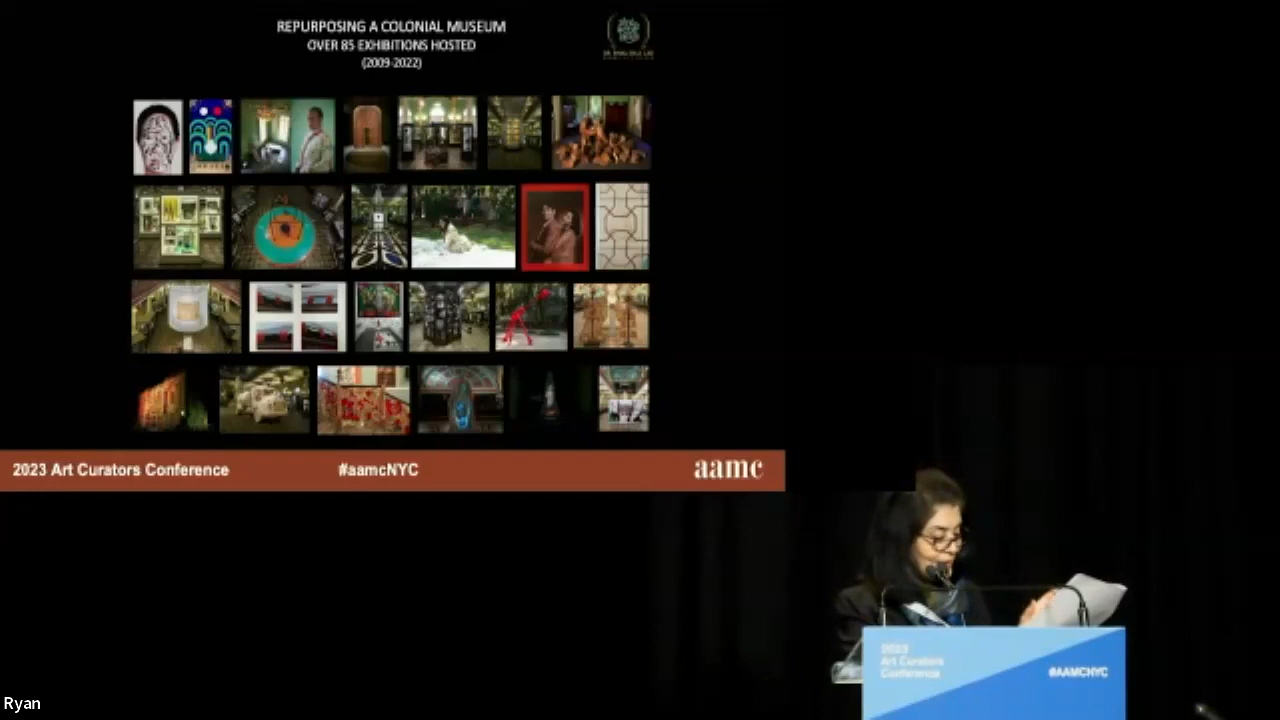 REPURPOSING A COLONIAL MUSEUM
OVER 85 EXHIBITIONS HOSTED
(2009-2022)
2023 Art Curators Conference
#aamcNYC
aamc
2023
Art Curators
Conference
#AAMCNYC
Ryan